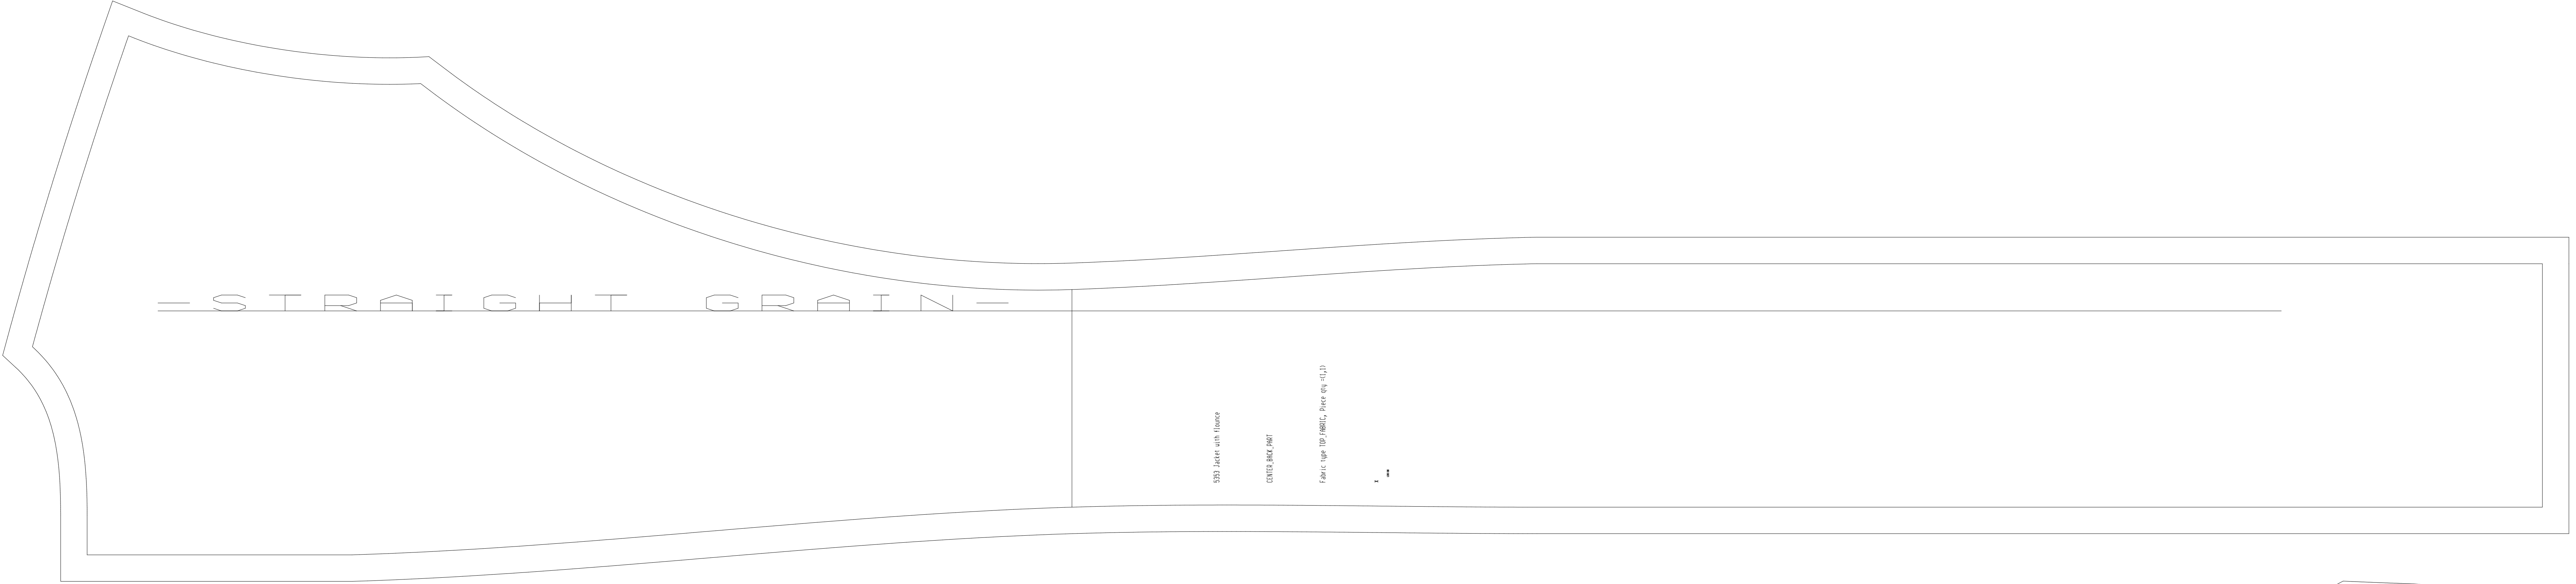 — STRAIGHT GRAIN —
5353 Jacket with flounce
CENTER_BACK_PART
Fabric type TOP_FABRIC, Piece qty =(1,1)